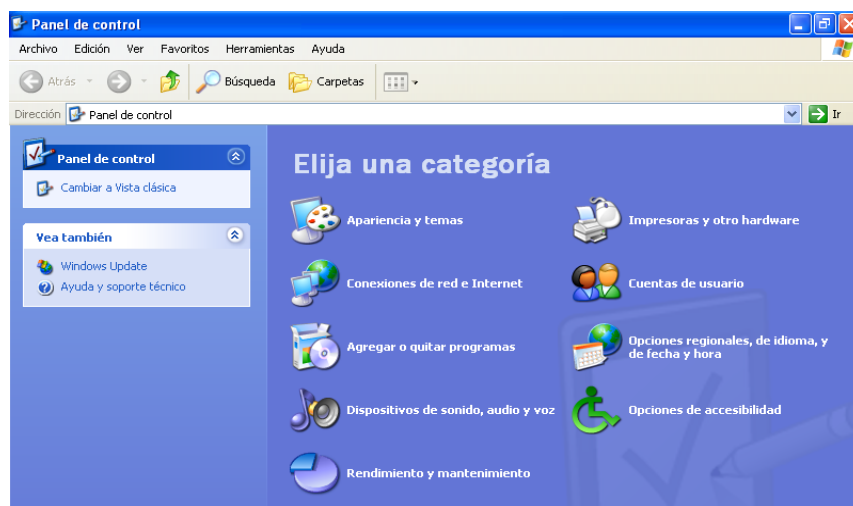 Panel de control
Archivo Edición Ver Favoritos Herramientas Ayuda
Atrás Búsqueda Carpetas
Dirección Panel de control Ir
Panel de control
Cambiar a Vista clásica
Vea también
Windows Update
Ayuda y soporte técnico
Elija una categoría
Apariencia y temas
Impresoras y otro hardware
Conexiones de red e Internet
Cuentas de usuario
Agregar o quitar programas
Opciones regionales, de idioma, y
de fecha y hora
Dispositivos de sonido, audio y voz
Opciones de accesibilidad
Rendimiento y mantenimiento